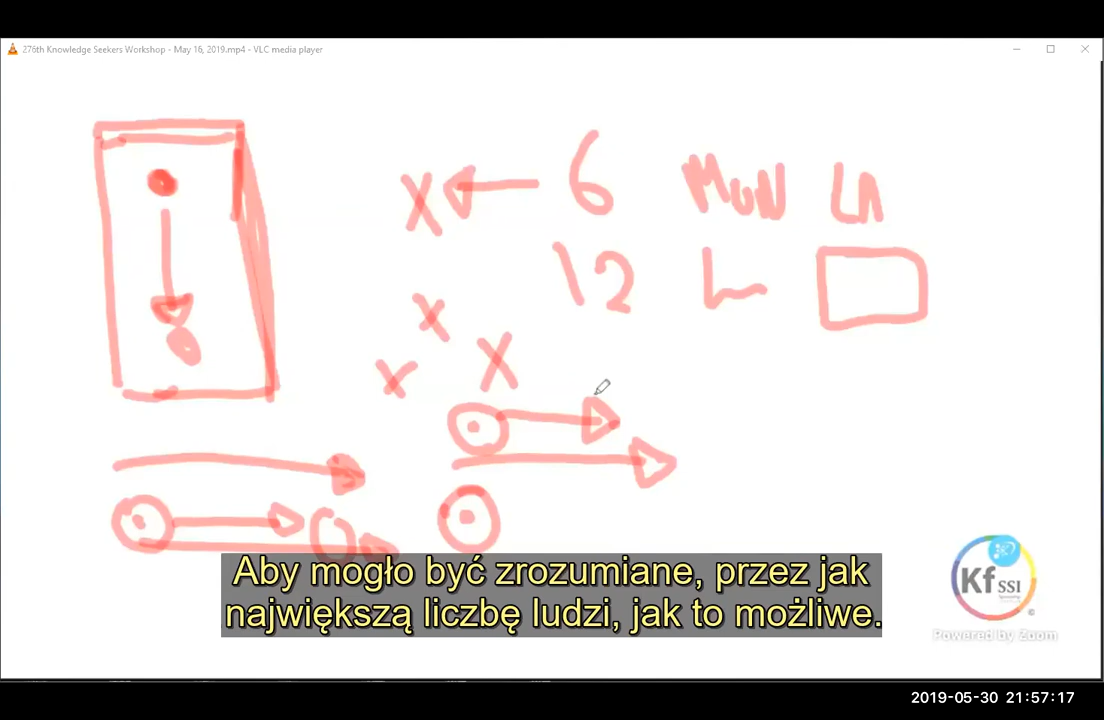 276th Knowledge Seekers Workshop - May 16, 2019.mp4 - VLC media player
X ← 6 MUN
12
X
X X
Aby mogło być zrozumiane, przez jak
największą liczbę ludzi, jak to możliwe.
Kf SSI
Powered by Zoom
2019-05-30 21:57:17